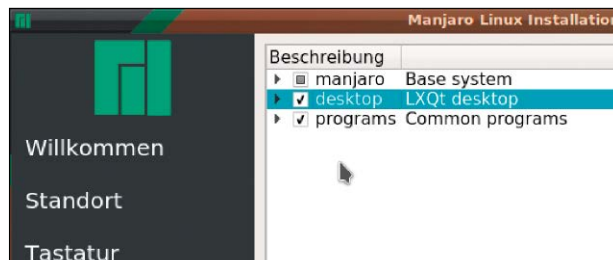 Manjaro Linux Installation
Beschreibung
manjaro Base system
desktop LXQt desktop
programs Common programs
Willkommen
Standort
Tastatur